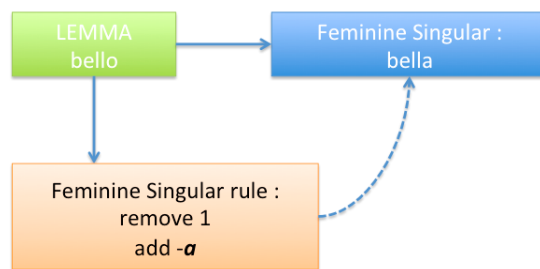 LEMMA
bello
Feminine Singular :
bella
Feminine Singular rule :
remove 1
add -a